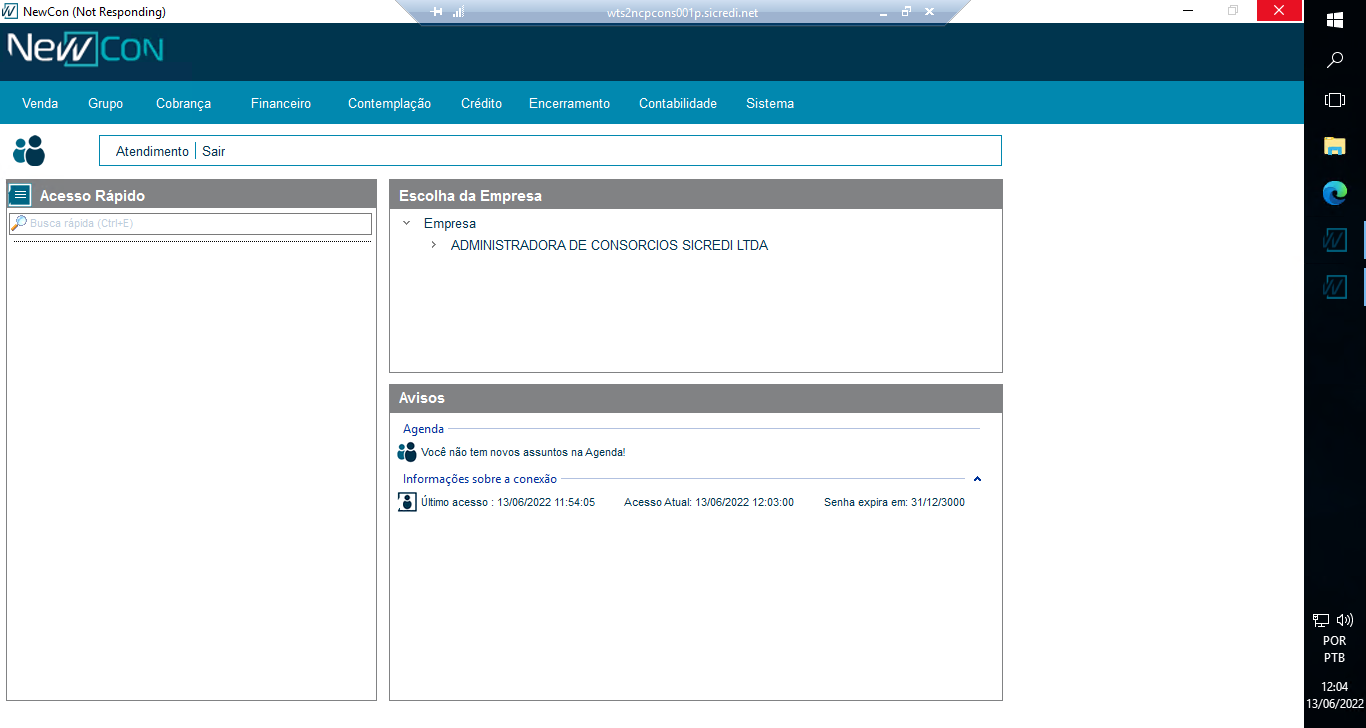 NewCon (Not Responding)
wts2ncpcons001p.sicredi.net
NewCon
Venda Grupo Cobrança Financeiro Contemplação Crédito Encerramento Contabilidade Sistema
Atendimento Sair
Acesso Rápido
Busca rápida (Ctrl+E)
Escolha da Empresa
Empresa
ADMINISTRADORA DE CONSORCIOS SICREDI LTDA
Avisos
Agenda
Você não tem novos assuntos na Agenda!
Informações sobre a conexão
Último acesso : 13/06/2022 11:54:05 Acesso Atual: 13/06/2022 12:03:00 Senha expira em: 31/12/3000
POR
PTB
12:04
13/06/2022